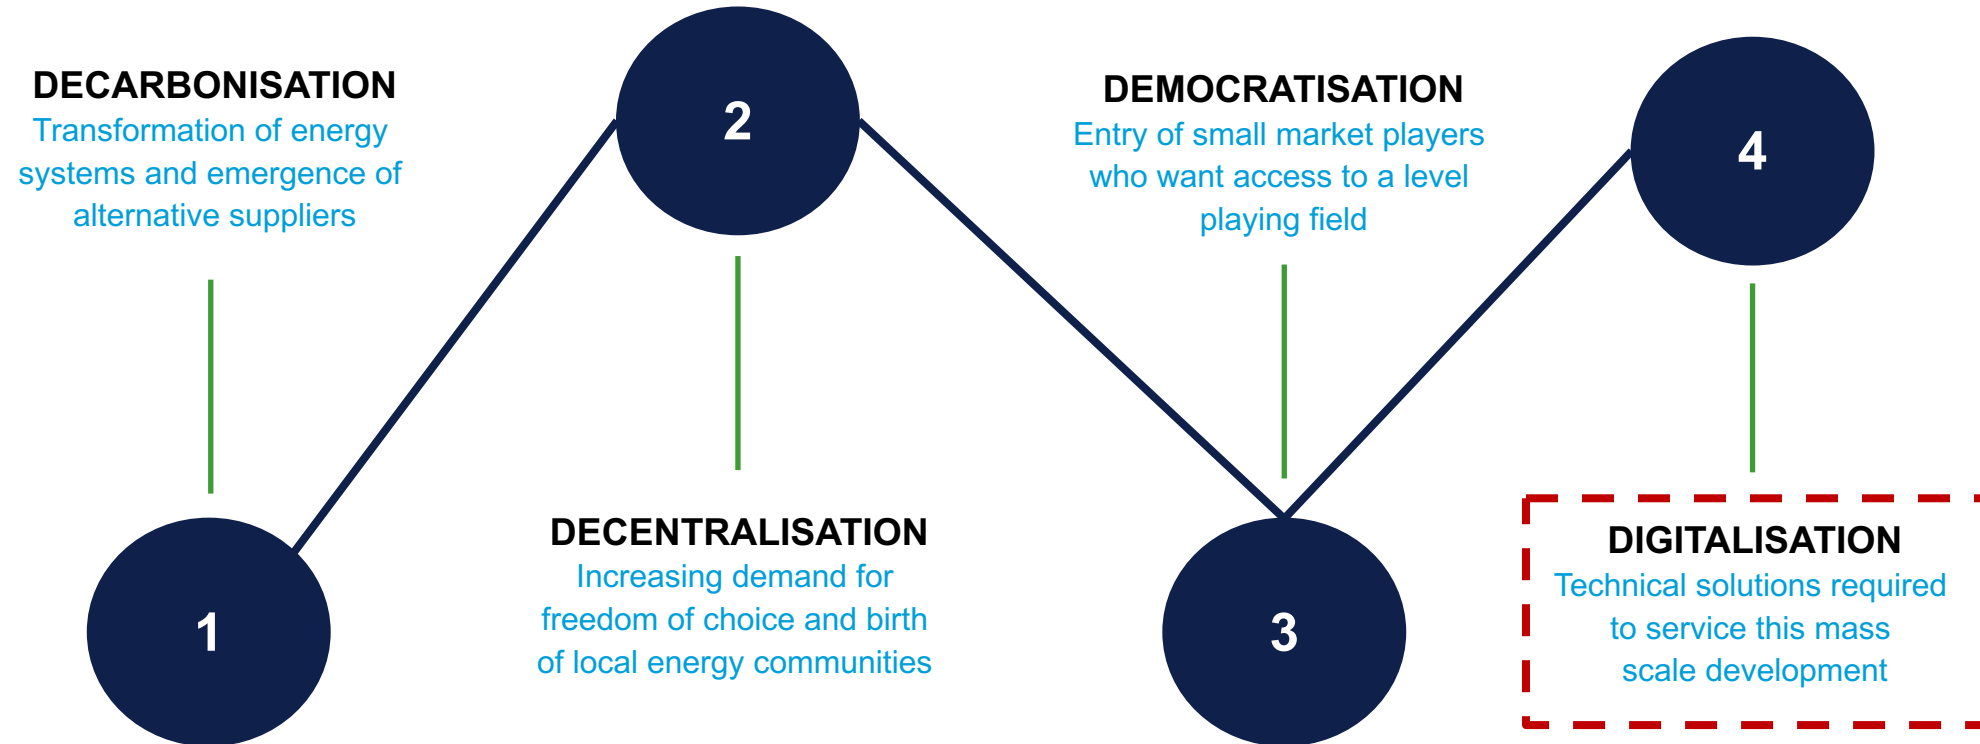 1
DECARBONISATION
Transformation of energy
systems and emergence of
alternative suppliers
2
DECENTRALISATION
Increasing demand for
freedom of choice and birth
of local energy communities
3
DEMOCRATISATION
Entry of small market players
who want access to a level
playing field
4
DIGITALISATION
Technical solutions required
to service this mass
scale development